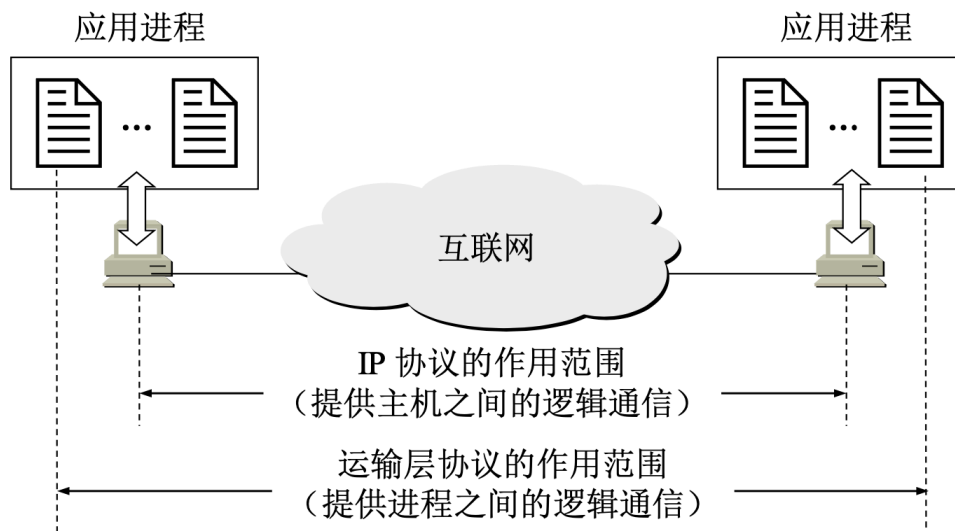 应用进程
应用进程
···
···
互联网
IP 协议的作用范围
（提供主机之间的逻辑通信）
运输层协议的作用范围
（提供进程之间的逻辑通信）